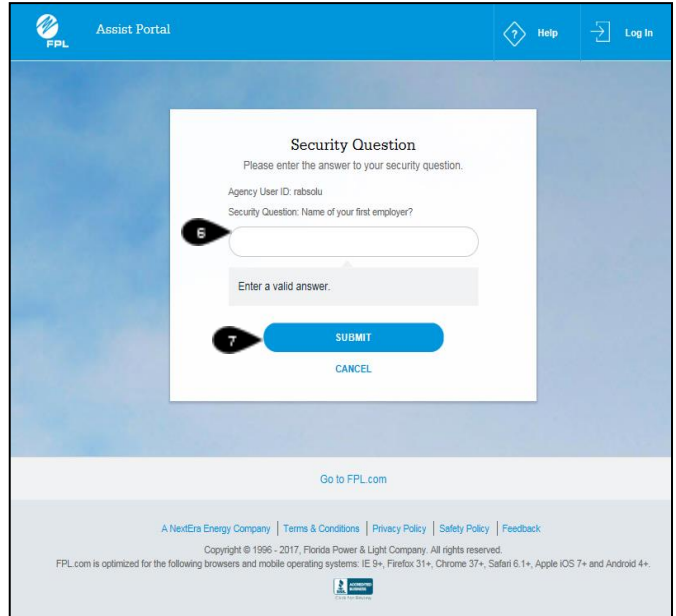 FPL
Assist Portal
?
Help
Log In
Security Question
Please enter the answer to your security question.
Agency User ID: rabsolu
Security Question: Name of your first employer?
6
Enter a valid answer.
7
SUBMIT
CANCEL
Go to FPL.com
A NextEra Energy Company | Terms & Conditions | Privacy Policy | Safety Policy | Feedback
Copyright © 1996 - 2017, Florida Power & Light Company. All rights reserved.
FPL.com is optimized for the following browsers and mobile operating systems: IE 9+, Firefox 31+, Chrome 37+, Safari 6.1+, Apple iOS 7+ and Android 4+.
ACCREDITED
BUSINESS